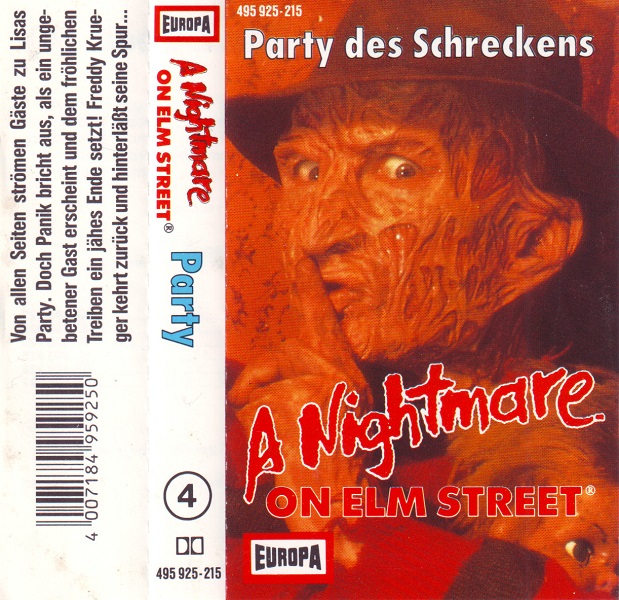 Von allen Seiten strömen Gäste zu Lisas
Party. Doch Panik bricht aus, als ein unge-
betener Gast erscheint und dem fröhlichen
Treiben ein jähes Ende setzt! Freddy Krue-
ger kehrt zurück und hinterläßt seine Spur...
4 007184 959250
EUROPA
A Nightmare
ON ELM STREET®
Party
4
495 925-215
495 925-215
Party des Schreckens
A Nightmare
ON ELM STREET®
EUROPA